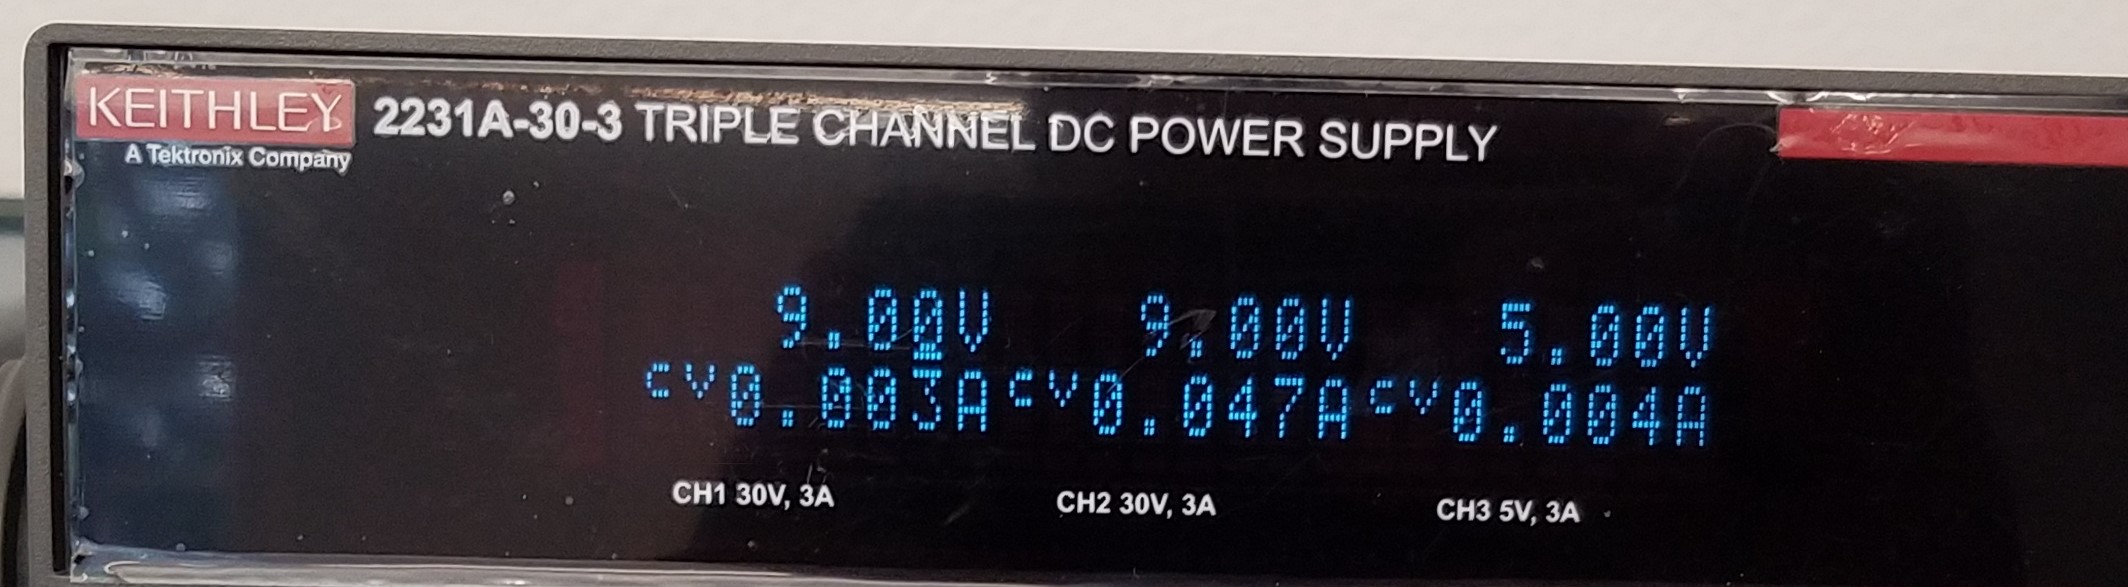 KEITHLEY 2231A-30-3 TRIPLE CHANNEL DC POWER SUPPLY
A Tektronix Company
9.00V 9.00V 5.00V
CV0.003A CV0.047A CV0.004A
CH1 30V, 3A CH2 30V, 3A CH3 5V, 3A